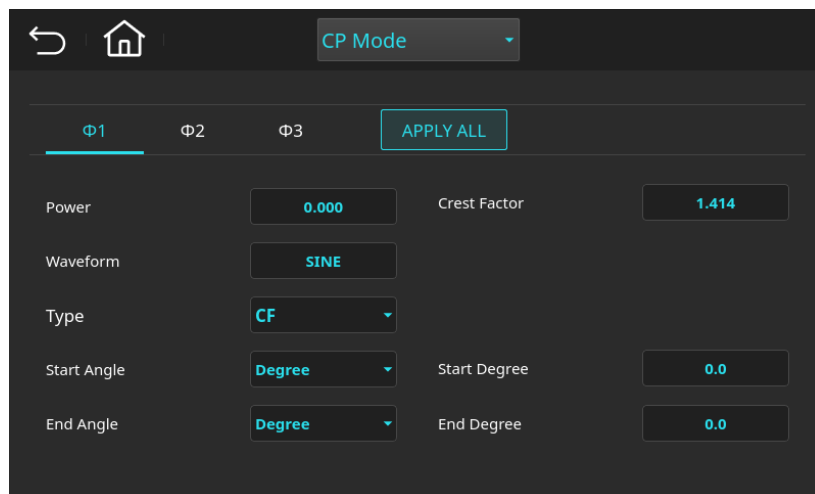 CP Mode
Φ1 Φ2 Φ3 APPLY ALL
Power 0.000 Crest Factor 1.414
Waveform SINE
Type CF
Start Angle Degree Start Degree 0.0
End Angle Degree End Degree 0.0